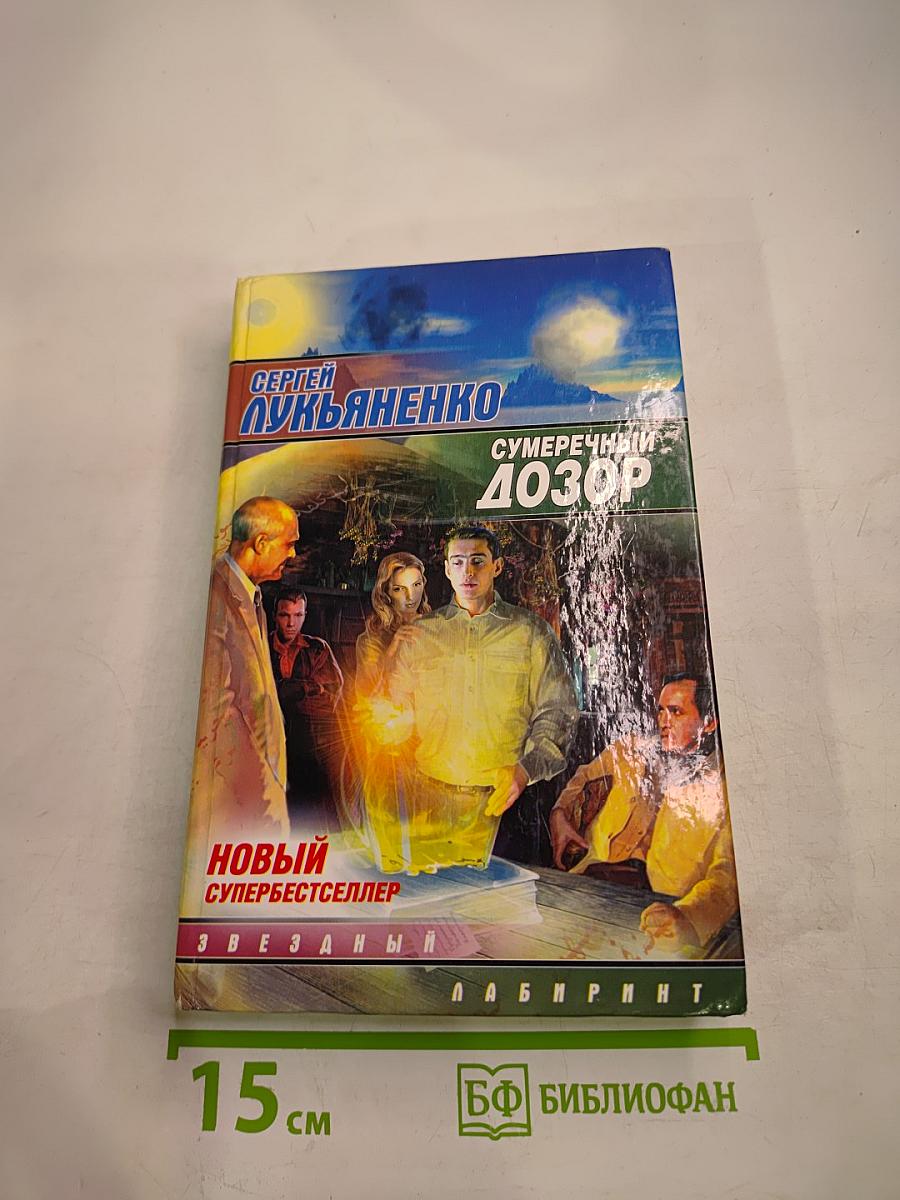 СЕРГЕЙ
ЛУКЬЯНЕНКО
СУМЕРЕЧНЫЙ
ДОЗОР
НОВЫЙ
СУПЕРБЕСТСЕЛЛЕР
ЗВЕЗДНЫЙ
ЛАБИРИНТ
15 см
БФ БИБЛИОФАН